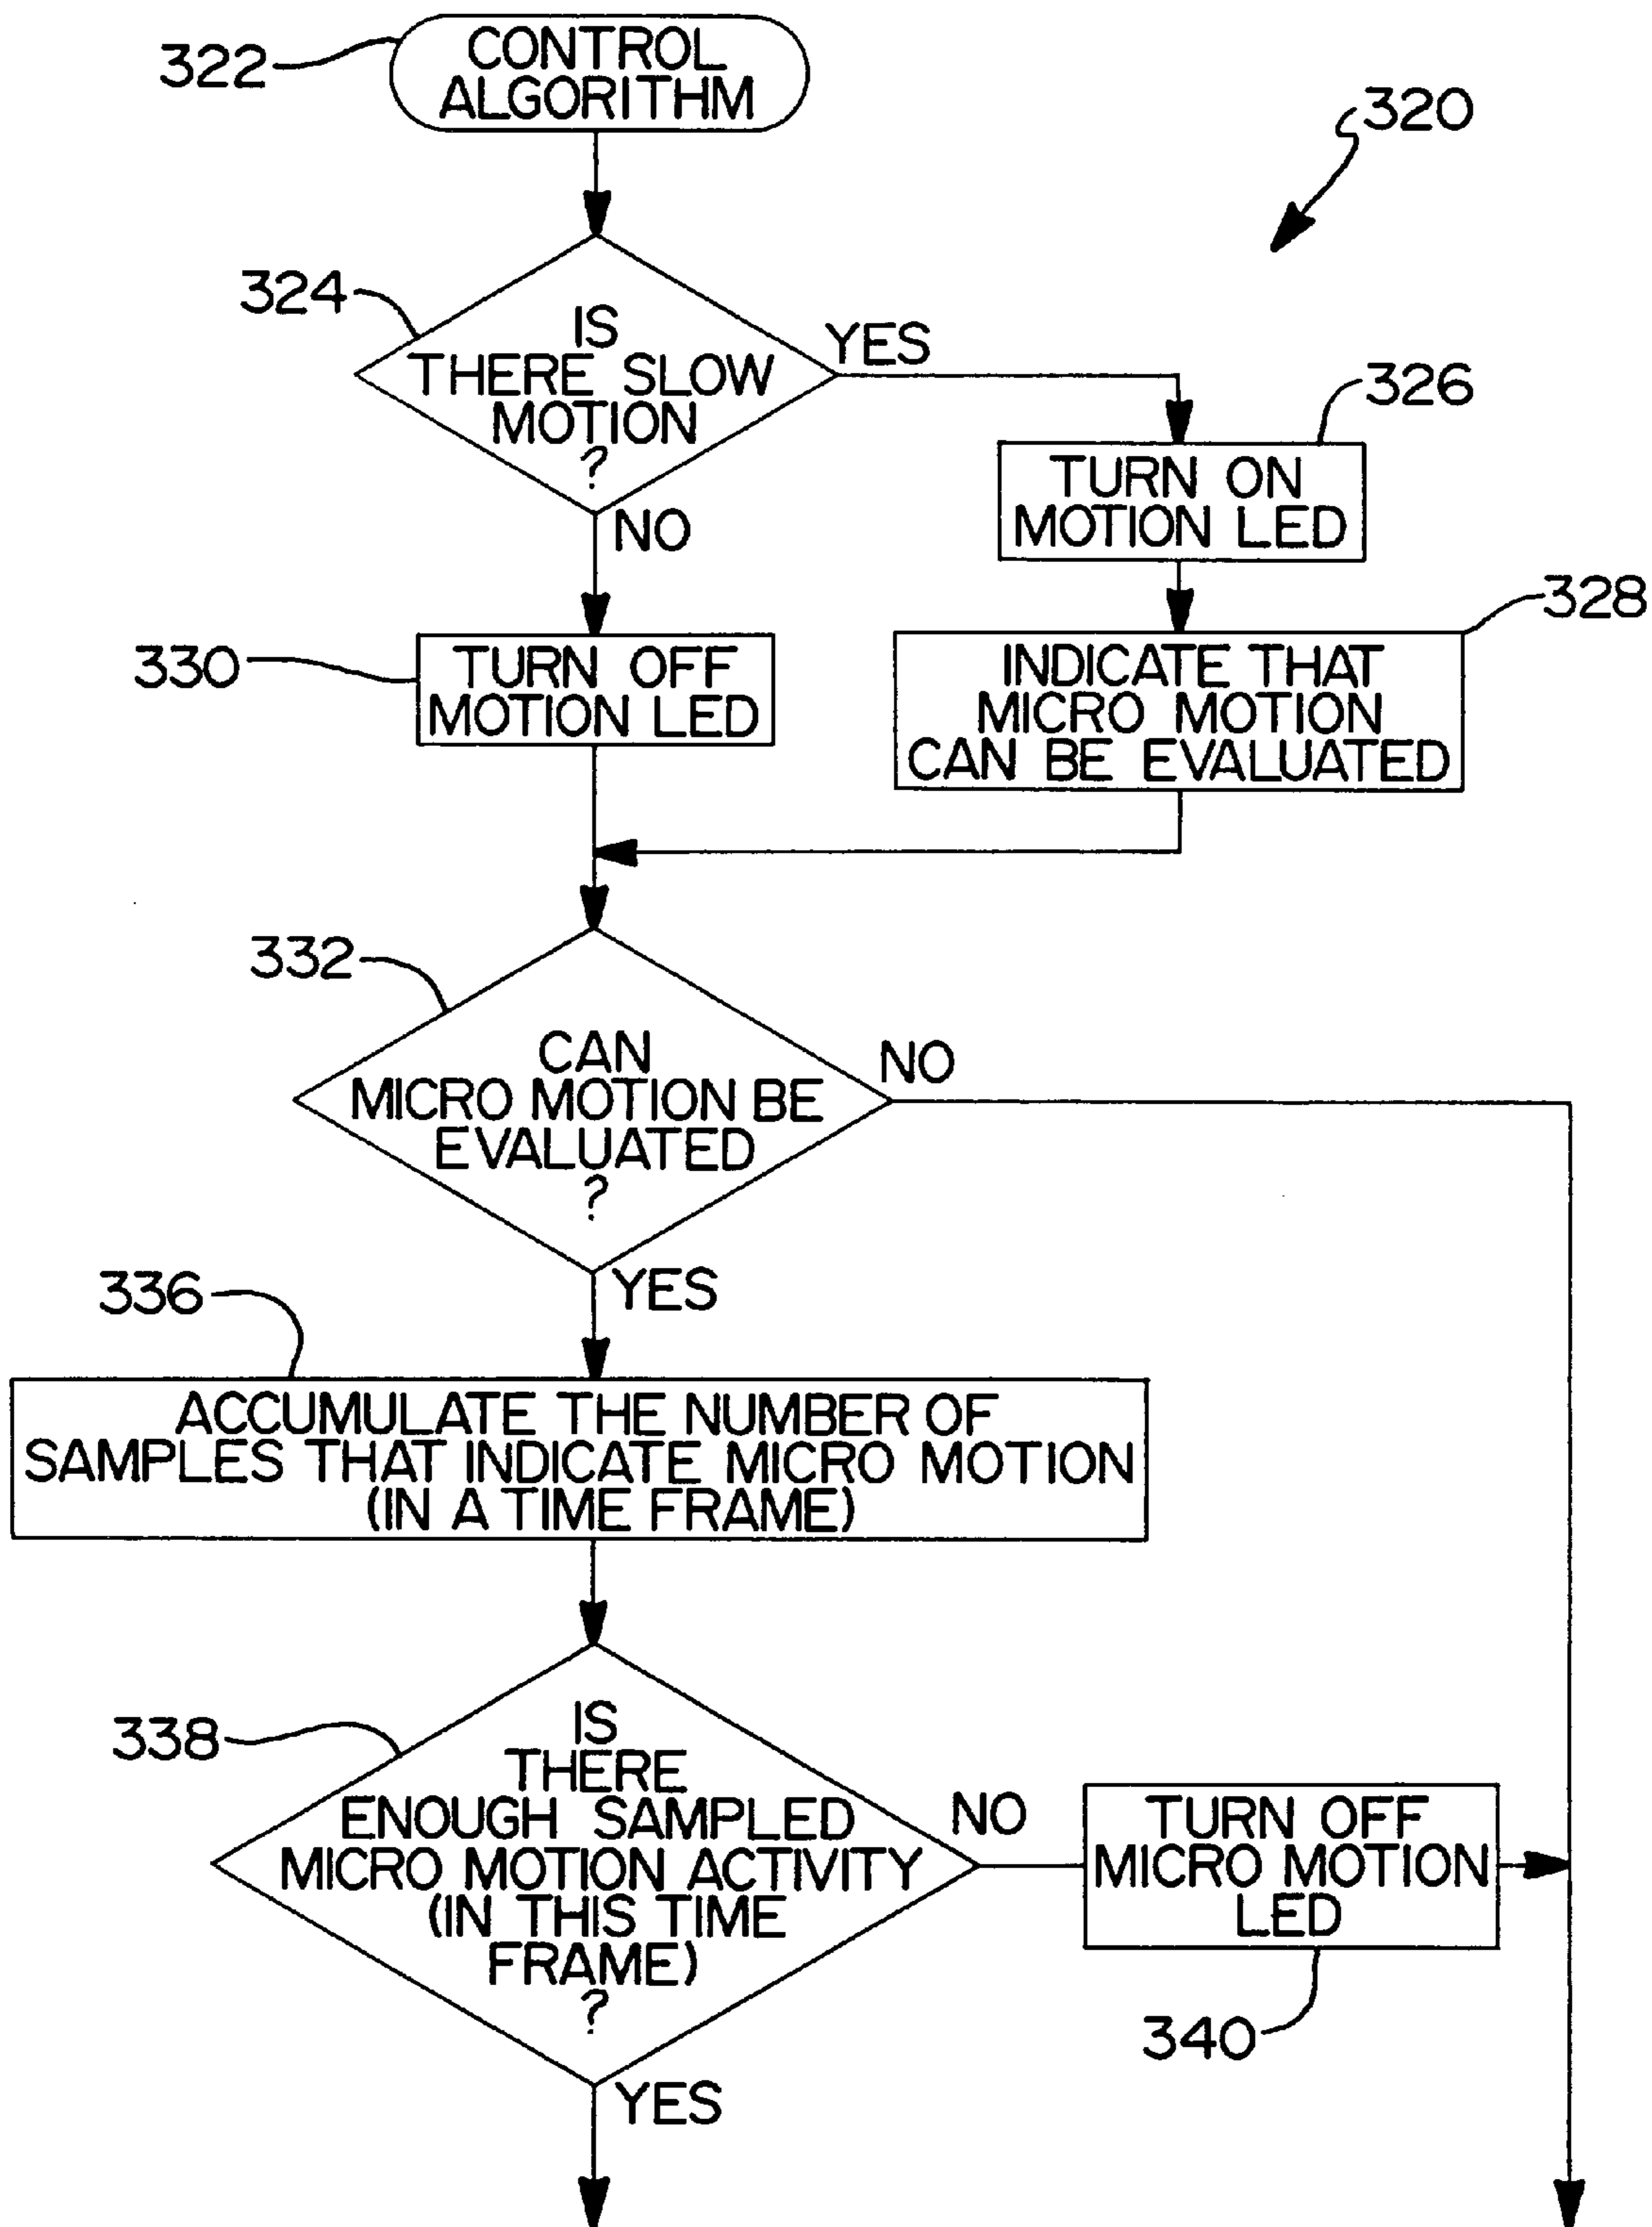 322
CONTROL
ALGORITHM
320
324
IS
THERE SLOW
MOTION
?
YES
NO
326
TURN ON
MOTION LED
328
INDICATE THAT
MICRO MOTION
CAN BE EVALUATED
330
TURN OFF
MOTION LED
332
CAN
MICRO MOTION BE
EVALUATED
?
NO
YES
336
ACCUMULATE THE NUMBER OF
SAMPLES THAT INDICATE MICRO MOTION
(IN A TIME FRAME)
338
IS
THERE
ENOUGH SAMPLED
MICRO MOTION ACTIVITY
(IN THIS TIME
FRAME)
?
NO
TURN OFF
MICRO MOTION
LED
340
YES